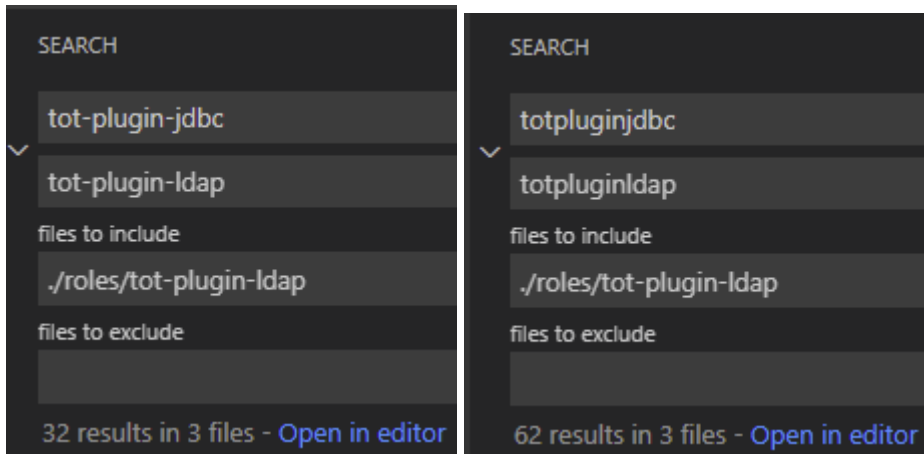 SEARCH
tot-plugin-jdbc
tot-plugin-ldap
files to include
./roles/tot-plugin-ldap
files to exclude
32 results in 3 files - Open in editor
SEARCH
totpluginjdbc
totpluginldap
files to include
./roles/tot-plugin-ldap
files to exclude
62 results in 3 files - Open in editor